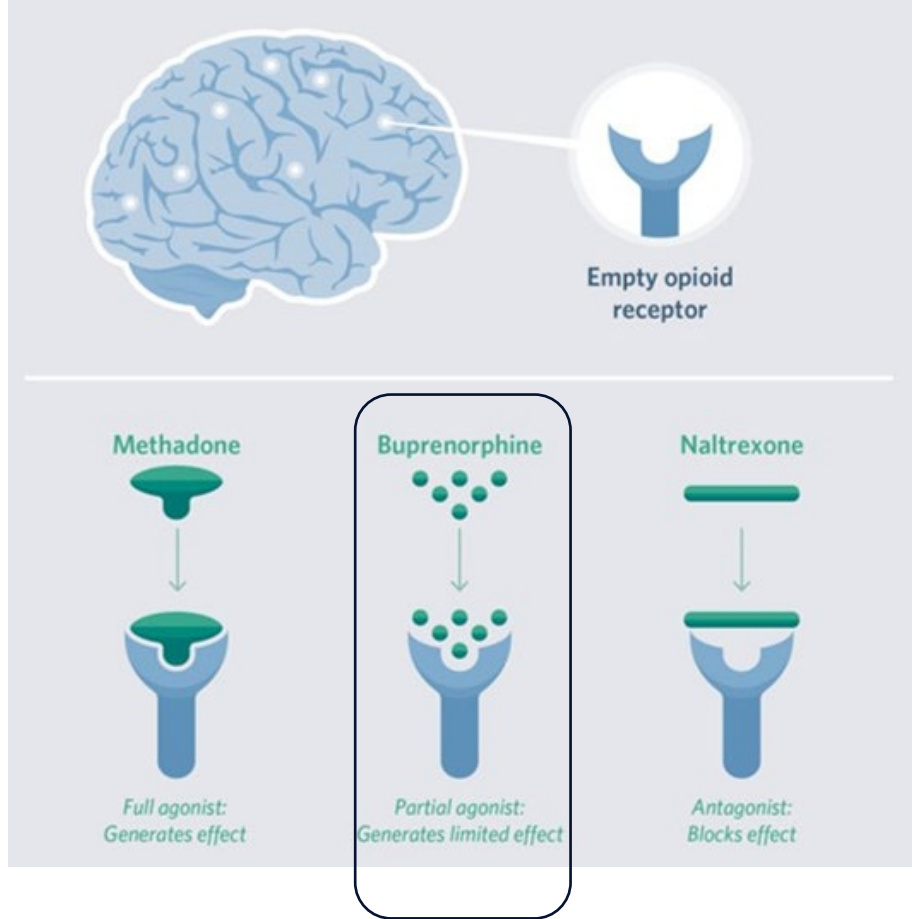 Empty opioid
receptor
Methadone
Buprenorphine
Naltrexone
Full agonist:
Generates effect
Partial agonist:
Generates limited effect
Antagonist:
Blocks effect